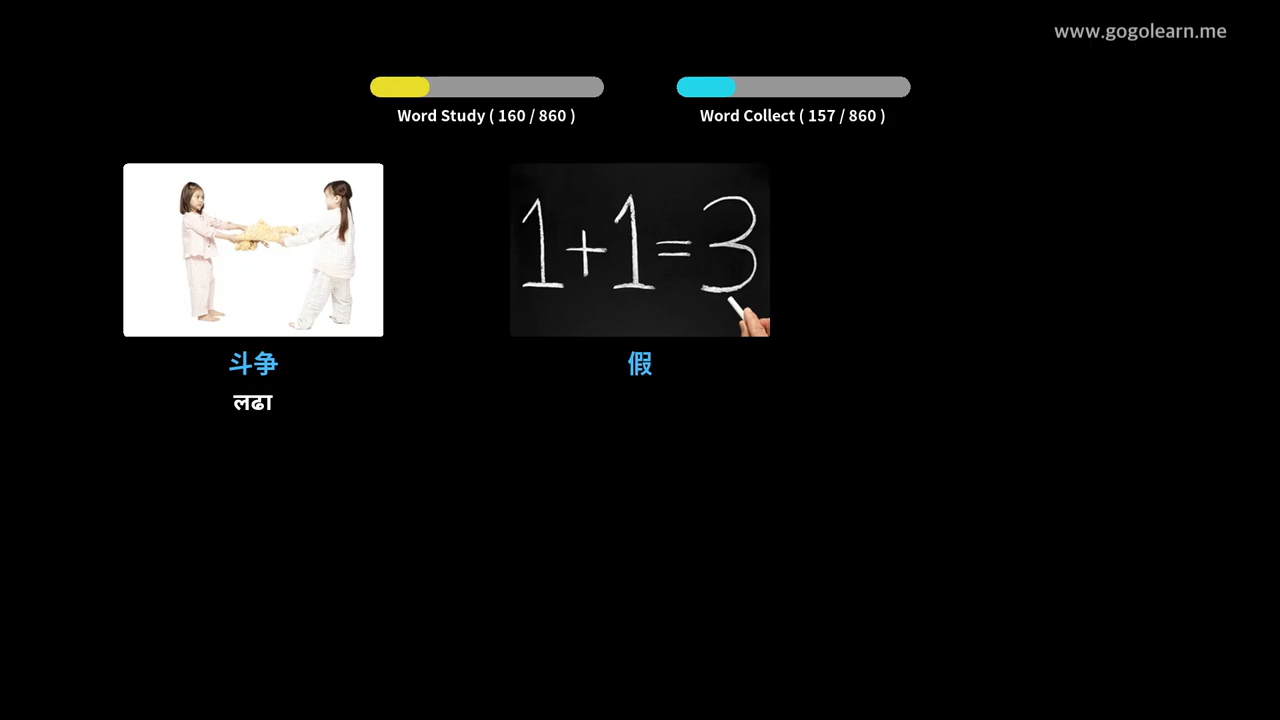 www.gogolearn.me
Word Study ( 160 / 860 )
Word Collect ( 157 / 860 )
1+1=3
斗争
假
लढा